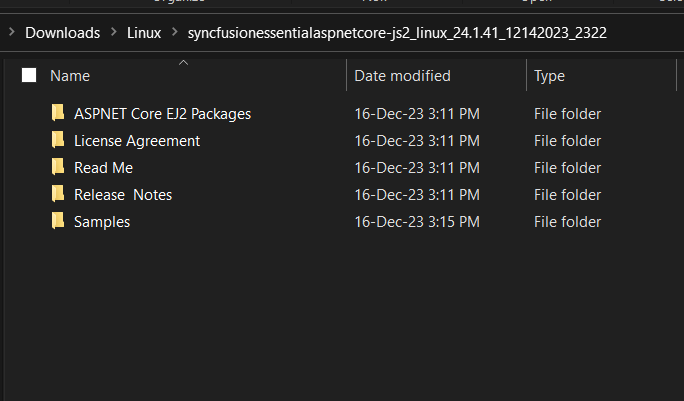 Downloads > Linux > syncfusionessentialaspnetcore-js2_linux_24.1.41_12142023_2322
Name Date modified Type
ASPNET Core EJ2 Packages 16-Dec-23 3:11 PM File folder
License Agreement 16-Dec-23 3:11 PM File folder
Read Me 16-Dec-23 3:11 PM File folder
Release  Notes 16-Dec-23 3:11 PM File folder
Samples 16-Dec-23 3:15 PM File folder